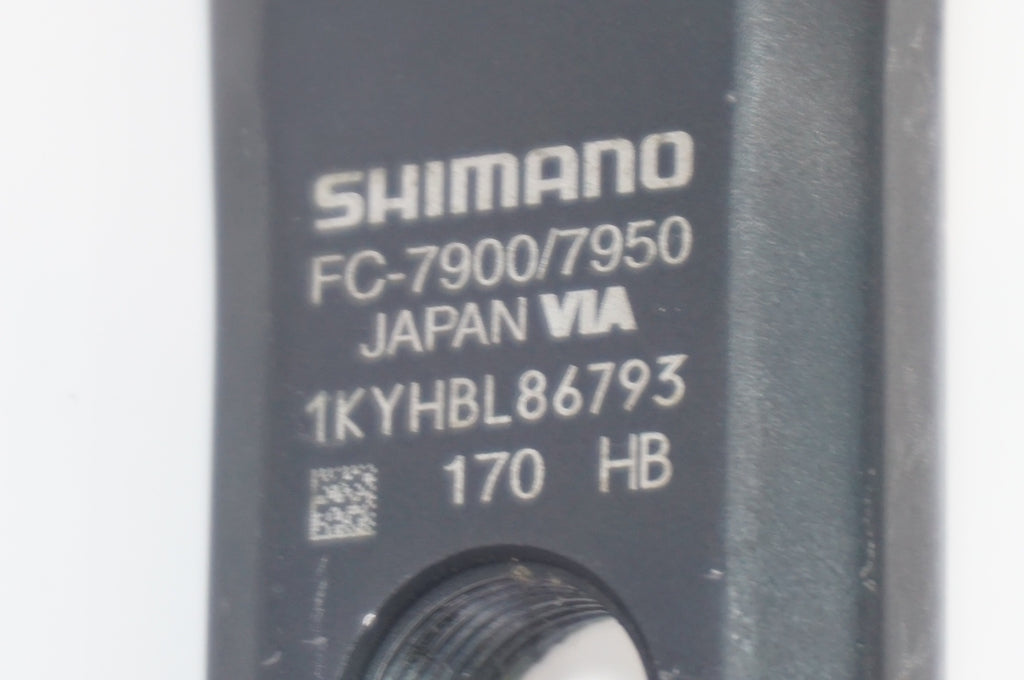 SHIMANO
FC-7900/7950
JAPAN VIA
1KYHBL86793
170 HB